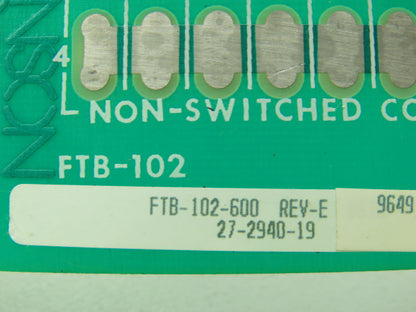 4
NON-SWITCHED CO
FTB-102
FTB-102-600 REV-E 9649
27-2940-19